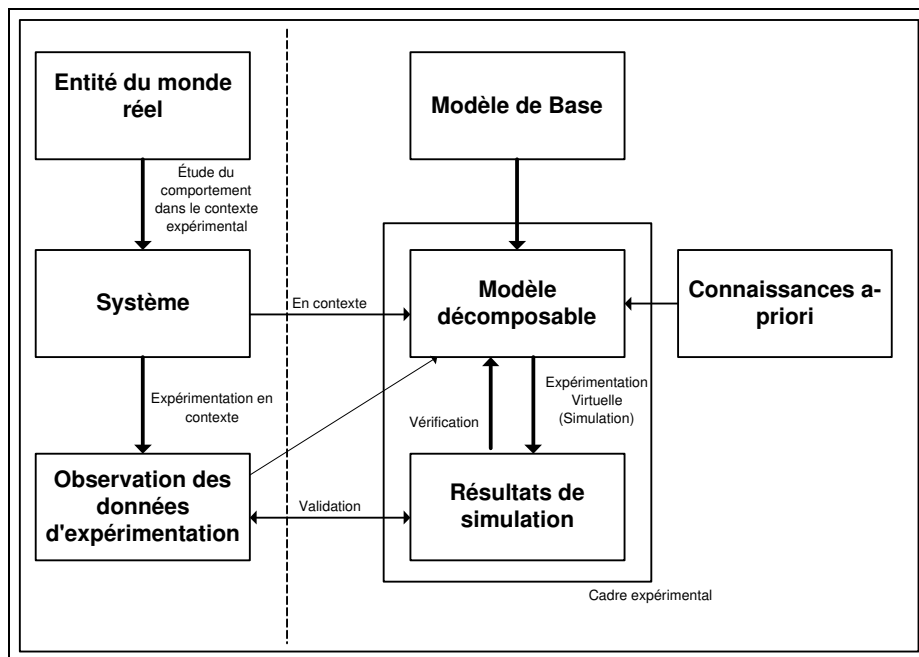 Entité du monde
réel
Modèle de Base
Étude du
comportement
dans le contexte
expérimental
Système
En contexte
Modèle
décomposable
Connaissances a-
priori
Expérimentation en
contexte
Vérification
Expérimentation
Virtuelle
(Simulation)
Observation des
données
d'expérimentation
Validation
Résultats de
simulation
Cadre expérimental